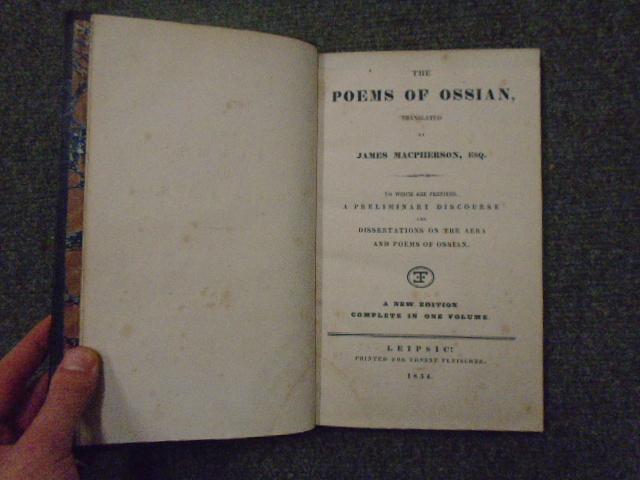 THE
POEMS OF OSSIAN,
TRANSLATED
BY
JAMES MACPHERSON, ESQ.
TO WHICH ARE PREFIXED,
A PRELIMINARY DISCOURSE
AND
DISSERTATIONS ON THE AERA
AND POEMS OF OSSIAN.
A NEW EDITION
COMPLETE IN ONE VOLUME.
LEIPSIC:
PRINTED FOR ERNEST FLEISCHER.
1834.